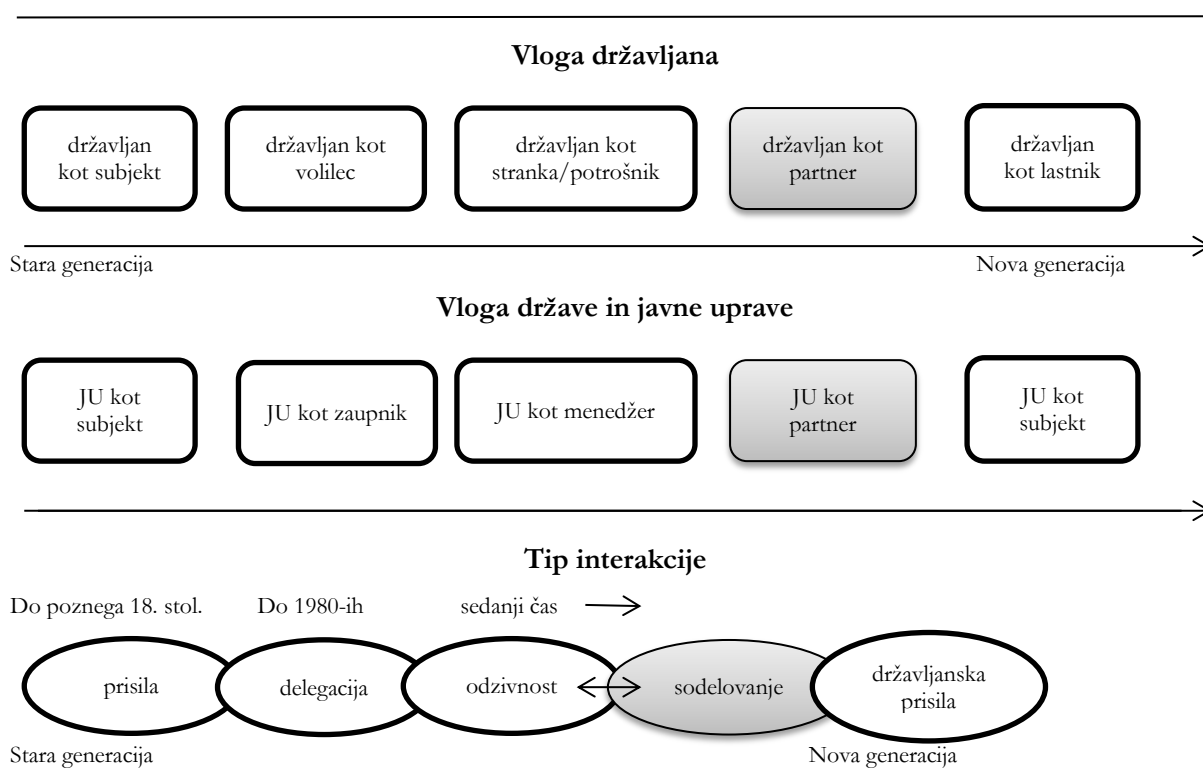 Vloga državljana
državljan
kot subjekt
državljan kot
volilec
državljan kot
stranka/potrošnik
državljan kot
partner
državljan
kot lastnik
Stara generacija
Nova generacija
Vloga države in javne uprave
JU kot
subjekt
JU kot zaupnik
JU kot menedžer
JU kot
partner
JU kot
subjekt
Tip interakcije
Do poznega 18. stol.
Do 1980-ih
sedanji čas
prisila
delegacija
odzivnost
sodelovanje
državljanska
prisila
Stara generacija
Nova generacija